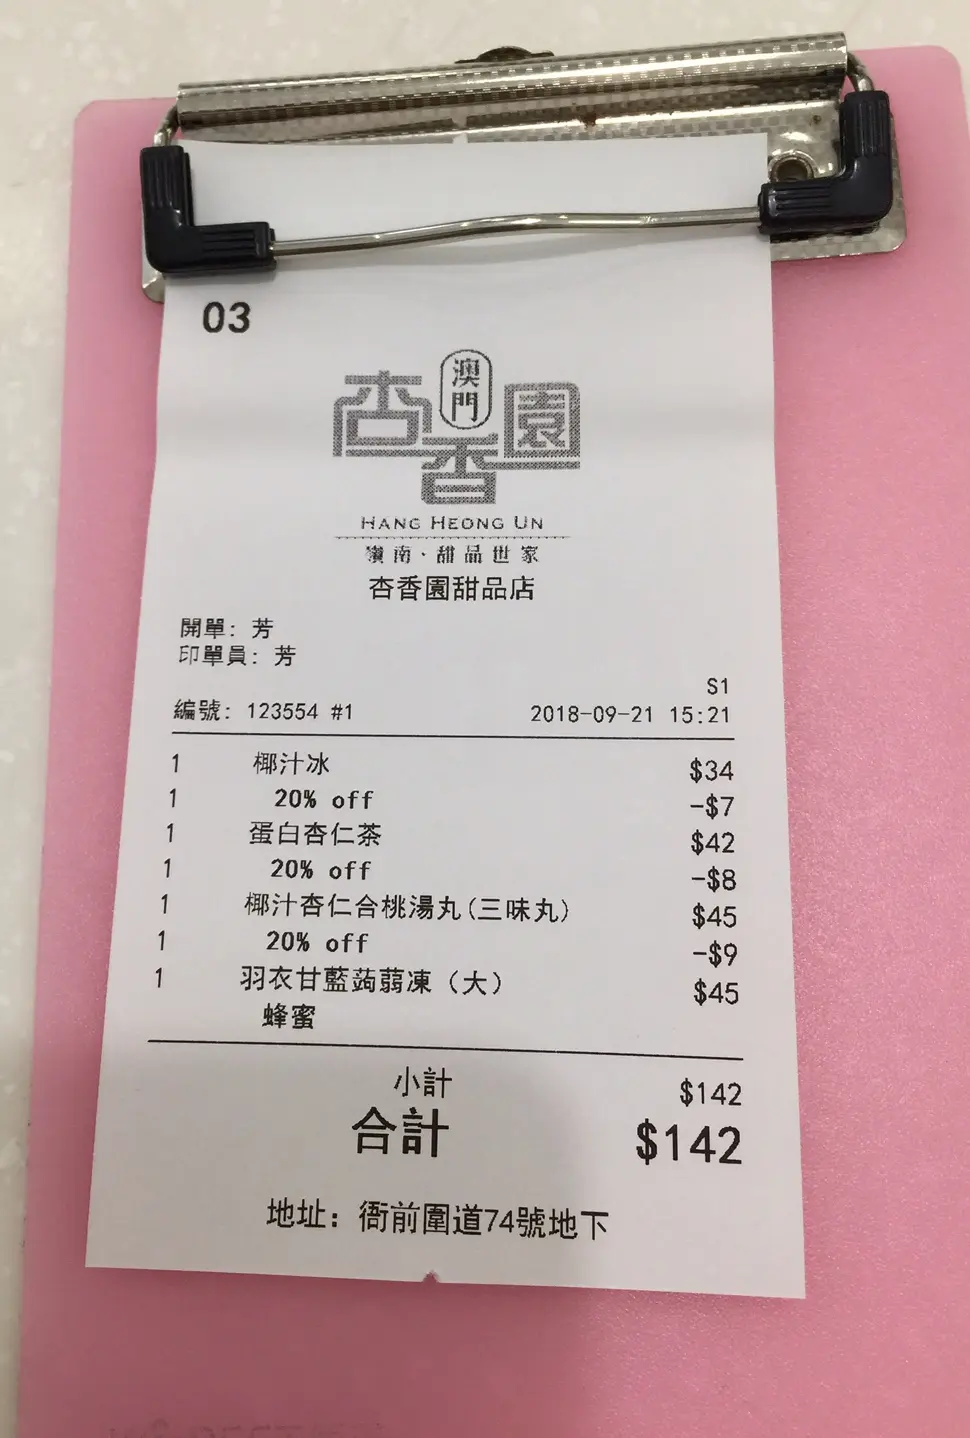 03
澳門
杏香園
HANG HEONG UN
嶺南·甜品世家
杏香園甜品店
開單: 芳
印單員: 芳
S1
編號: 123554 #1 2018-09-21 15:21
1 椰汁冰 $34
1 20% off -$7
1 蛋白杏仁茶 $42
1 20% off -$8
1 椰汁杏仁合桃湯丸(三味丸) $45
1 20% off -$9
1 羽衣甘藍蒟蒻凍（大） $45
蜂蜜
小計 $142
合計 $142
地址: 衙前圍道74號地下